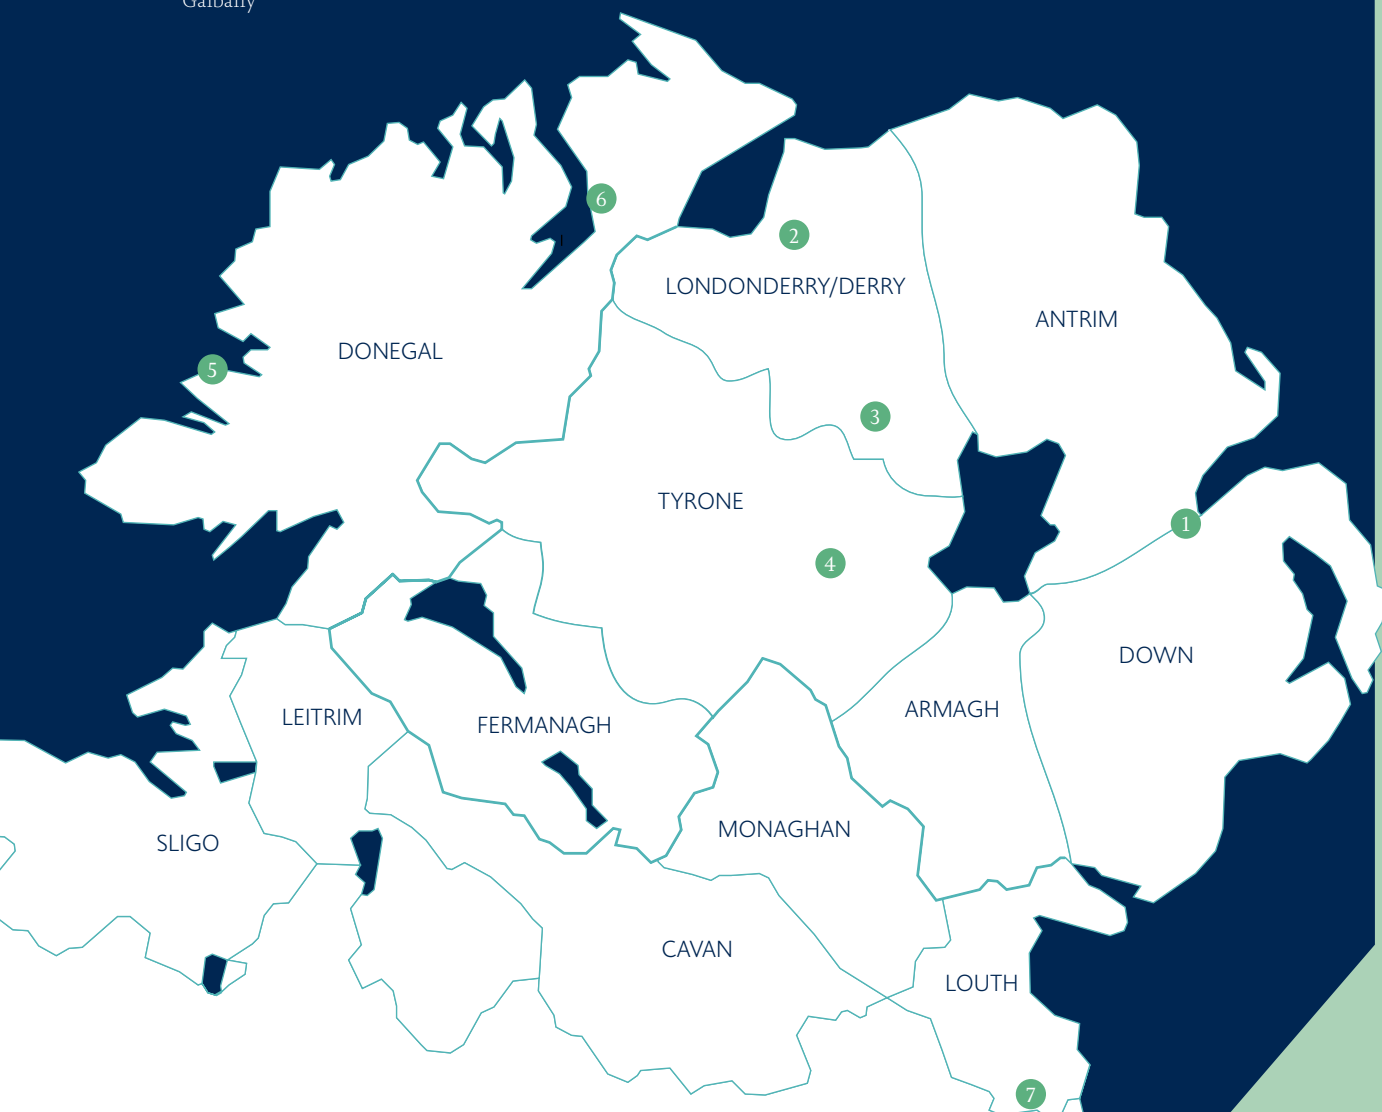 Galbally
6
2
LONDONDERRY/DERRY
ANTRIM
DONEGAL
5
3
TYRONE
1
4
DOWN
ARMAGH
LEITRIM
FERMANAGH
MONAGHAN
SLIGO
CAVAN
LOUTH
7